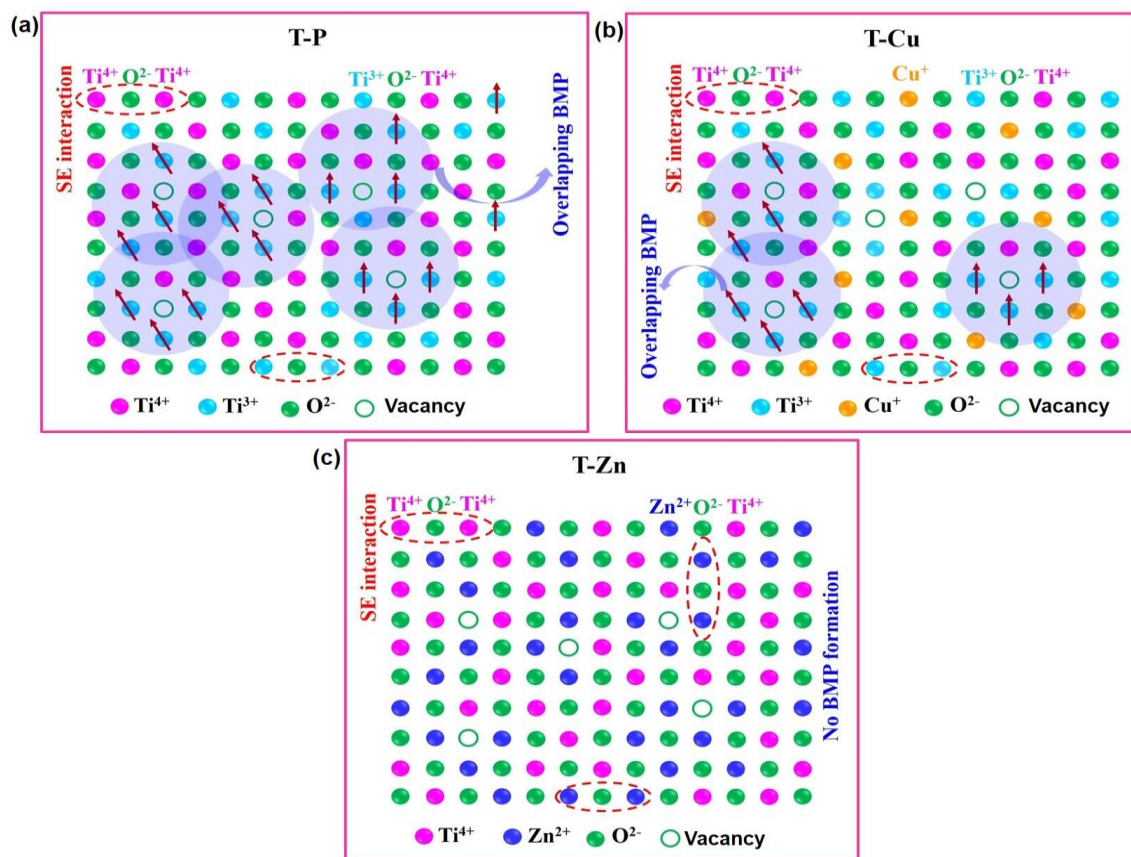 (a)
T-P
Ti⁴⁺ O²⁻ Ti⁴⁺
Ti³⁺ O²⁻ Ti⁴⁺
SE interaction
Overlapping BMP
Ti⁴⁺ Ti³⁺ O²⁻ Vacancy
(b)
T-Cu
Ti⁴⁺ O²⁻ Ti⁴⁺
Cu⁺
Ti³⁺ O²⁻ Ti⁴⁺
SE interaction
Overlapping BMP
Ti⁴⁺ Ti³⁺ Cu⁺ O²⁻ Vacancy
(c)
T-Zn
Ti⁴⁺ O²⁻ Ti⁴⁺
Zn²⁺ O²⁻ Ti⁴⁺
SE interaction
No BMP formation
Ti⁴⁺ Zn²⁺ O²⁻ Vacancy